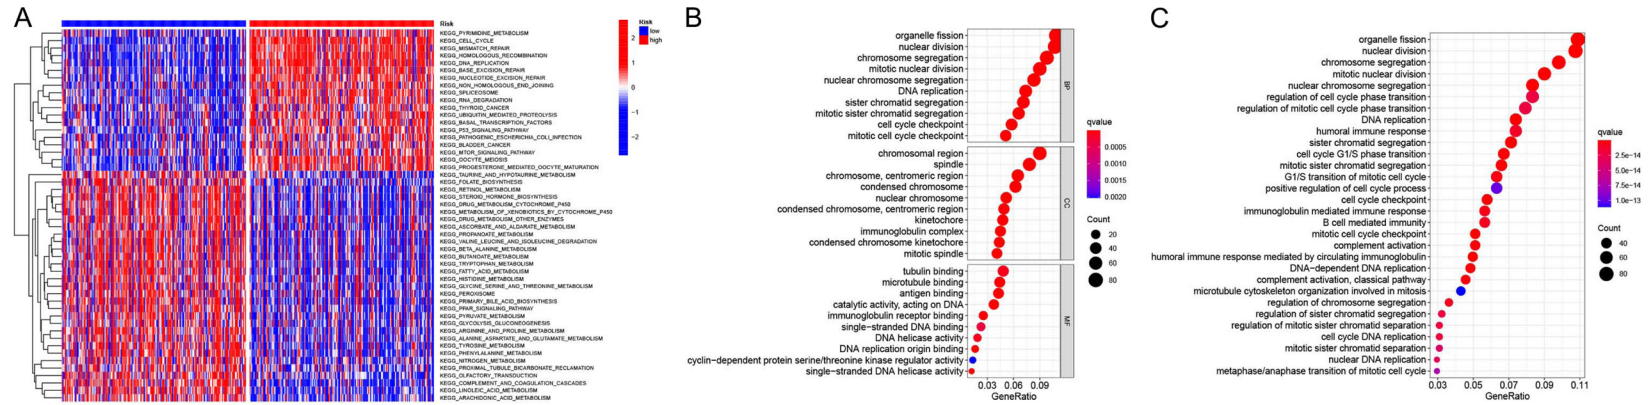 A
Risk
KEGG_PYRIMIDINE_METABOLISM
KEGG_CELL_CYCLE
KEGG_MISMATCH_REPAIR
KEGG_HOMOLOGOUS_RECOMBINATION
KEGG_DNA_REPLICATION
KEGG_BASE_EXCISION_REPAIR
KEGG_NUCLEOTIDE_EXCISION_REPAIR
KEGG_NON_HOMOLOGOUS_END_JOINING
KEGG_SPLICEOSOME
KEGG_RNA_DEGRADATION
KEGG_THYROID_CANCER
KEGG_UBIQUITIN_MEDIATED_PROTEOLYSIS
KEGG_BASAL_TRANSCRIPTION_FACTORS
KEGG_P53_SIGNALING_PATHWAY
KEGG_PATHOGENIC_ESCHERICHIA_COLI_INFECTION
KEGG_BLADDER_CANCER
KEGG_MTOR_SIGNALING_PATHWAY
KEGG_OOCYTE_MEIOSIS
KEGG_PROGESTERONE_MEDIATED_OOCYTE_MATURATION
KEGG_TAURINE_AND_HYPOTAURINE_METABOLISM
KEGG_FOLATE_BIOSYNTHESIS
KEGG_RETINOL_METABOLISM
KEGG_STEROID_HORMONE_BIOSYNTHESIS
KEGG_DRUG_METABOLISM_CYTOCHROME_P450
KEGG_METABOLISM_OF_XENOBIOTICS_BY_CYTOCHROME_P450
KEGG_DRUG_METABOLISM_OTHER_ENZYMES
KEGG_ASCORBATE_AND_ALDARATE_METABOLISM
KEGG_PROPANOATE_METABOLISM
KEGG_VALINE_LEUCINE_AND_ISOLEUCINE_DEGRADATION
KEGG_BETA_ALANINE_METABOLISM
KEGG_BUTANOATE_METABOLISM
KEGG_TRYPTOPHAN_METABOLISM
KEGG_FATTY_ACID_METABOLISM
KEGG_HISTIDINE_METABOLISM
KEGG_GLYCINE_SERINE_AND_THREONINE_METABOLISM
KEGG_PEROXISOME
KEGG_PRIMARY_BILE_ACID_BIOSYNTHESIS
KEGG_PPAR_SIGNALING_PATHWAY
KEGG_PYRUVATE_METABOLISM
KEGG_GLYCOLYSIS_GLUCONEOGENESIS
KEGG_ARGININE_AND_PROLINE_METABOLISM
KEGG_ALANINE_ASPARTATE_AND_GLUTAMATE_METABOLISM
KEGG_TYROSINE_METABOLISM
KEGG_PHENYLALANINE_METABOLISM
KEGG_NITROGEN_METABOLISM
KEGG_PROXIMAL_TUBULE_BICARBONATE_RECLAMATION
KEGG_OLFACTORY_TRANSDUCTION
KEGG_COMPLEMENT_AND_COAGULATION_CASCADES
KEGG_LINOLEIC_ACID_METABOLISM
KEGG_ARACHIDONIC_ACID_METABOLISM
2
1
0
−1
−2
Risk
low
high
B
organelle fission
nuclear division
chromosome segregation
mitotic nuclear division
nuclear chromosome segregation
DNA replication
sister chromatid segregation
mitotic sister chromatid segregation
cell cycle checkpoint
mitotic cell cycle checkpoint
BP
chromosomal region
spindle
chromosome, centromeric region
condensed chromosome
nuclear chromosome
condensed chromosome, centromeric region
kinetochore
immunoglobulin complex
condensed chromosome kinetochore
mitotic spindle
CC
tubulin binding
microtubule binding
antigen binding
catalytic activity, acting on DNA
immunoglobulin receptor binding
single−stranded DNA binding
DNA helicase activity
DNA replication origin binding
cyclin−dependent protein serine/threonine kinase regulator activity
single−stranded DNA helicase activity
MF
0.03 0.06 0.09
GeneRatio
qvalue
0.0005
0.0010
0.0015
0.0020
Count
20
40
60
80
C
organelle fission
nuclear division
chromosome segregation
mitotic nuclear division
nuclear chromosome segregation
regulation of cell cycle phase transition
regulation of mitotic cell cycle phase transition
DNA replication
humoral immune response
sister chromatid segregation
cell cycle G1/S phase transition
mitotic sister chromatid segregation
G1/S transition of mitotic cell cycle
positive regulation of cell cycle process
cell cycle checkpoint
immunoglobulin mediated immune response
B cell mediated immunity
mitotic cell cycle checkpoint
complement activation
humoral immune response mediated by circulating immunoglobulin
DNA−dependent DNA replication
complement activation, classical pathway
microtubule cytoskeleton organization involved in mitosis
regulation of chromosome segregation
regulation of sister chromatid segregation
regulation of mitotic sister chromatid separation
cell cycle DNA replication
mitotic sister chromatid separation
nuclear DNA replication
metaphase/anaphase transition of mitotic cell cycle
0.03 0.05 0.07 0.09 0.11
GeneRatio
qvalue
2.5e−14
5.0e−14
7.5e−14
1.0e−13
Count
40
60
80